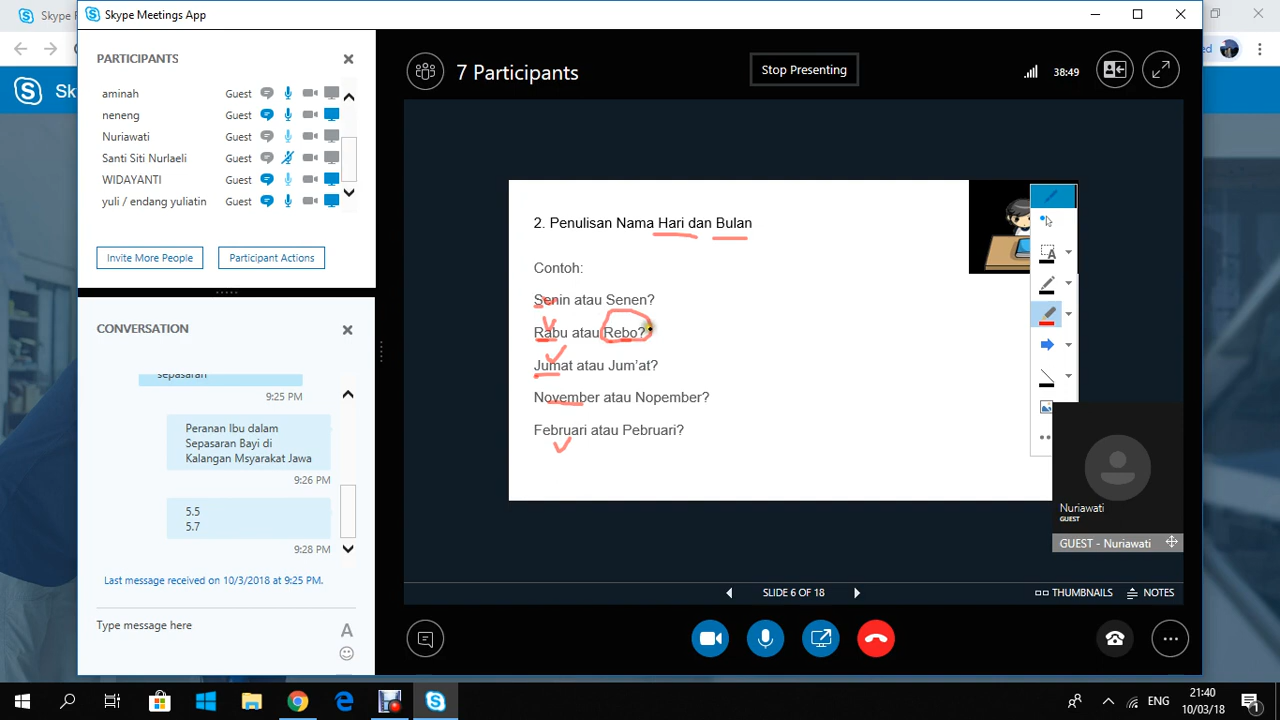 Skype
Skype Meetings App
Sk
ed
PARTICIPANTS
aminah Guest
neneng Guest
Nuriawati Guest
Santi Siti Nurlaeli Guest
WIDAYANTI Guest
yuli / endang yuliatin Guest
Invite More People
Participant Actions
CONVERSATION
sepasaran
9:25 PM
Peranan Ibu dalam
Sepasaran Bayi di
Kalangan Msyarakat Jawa
9:26 PM
5.5
5.7
9:28 PM
Last message received on 10/3/2018 at 9:25 PM.
Type message here
A
7 Participants
Stop Presenting
38:49
2. Penulisan Nama Hari dan Bulan
Contoh:
Senin atau Senen?
Rabu atau Rebo?
Jumat atau Jum'at?
November atau Nopember?
Februari atau Pebruari?
A
Nuriawati
GUEST
GUEST - Nuriawati
SLIDE 6 OF 18
THUMBNAILS
NOTES
ENG
21:40
10/03/18
1